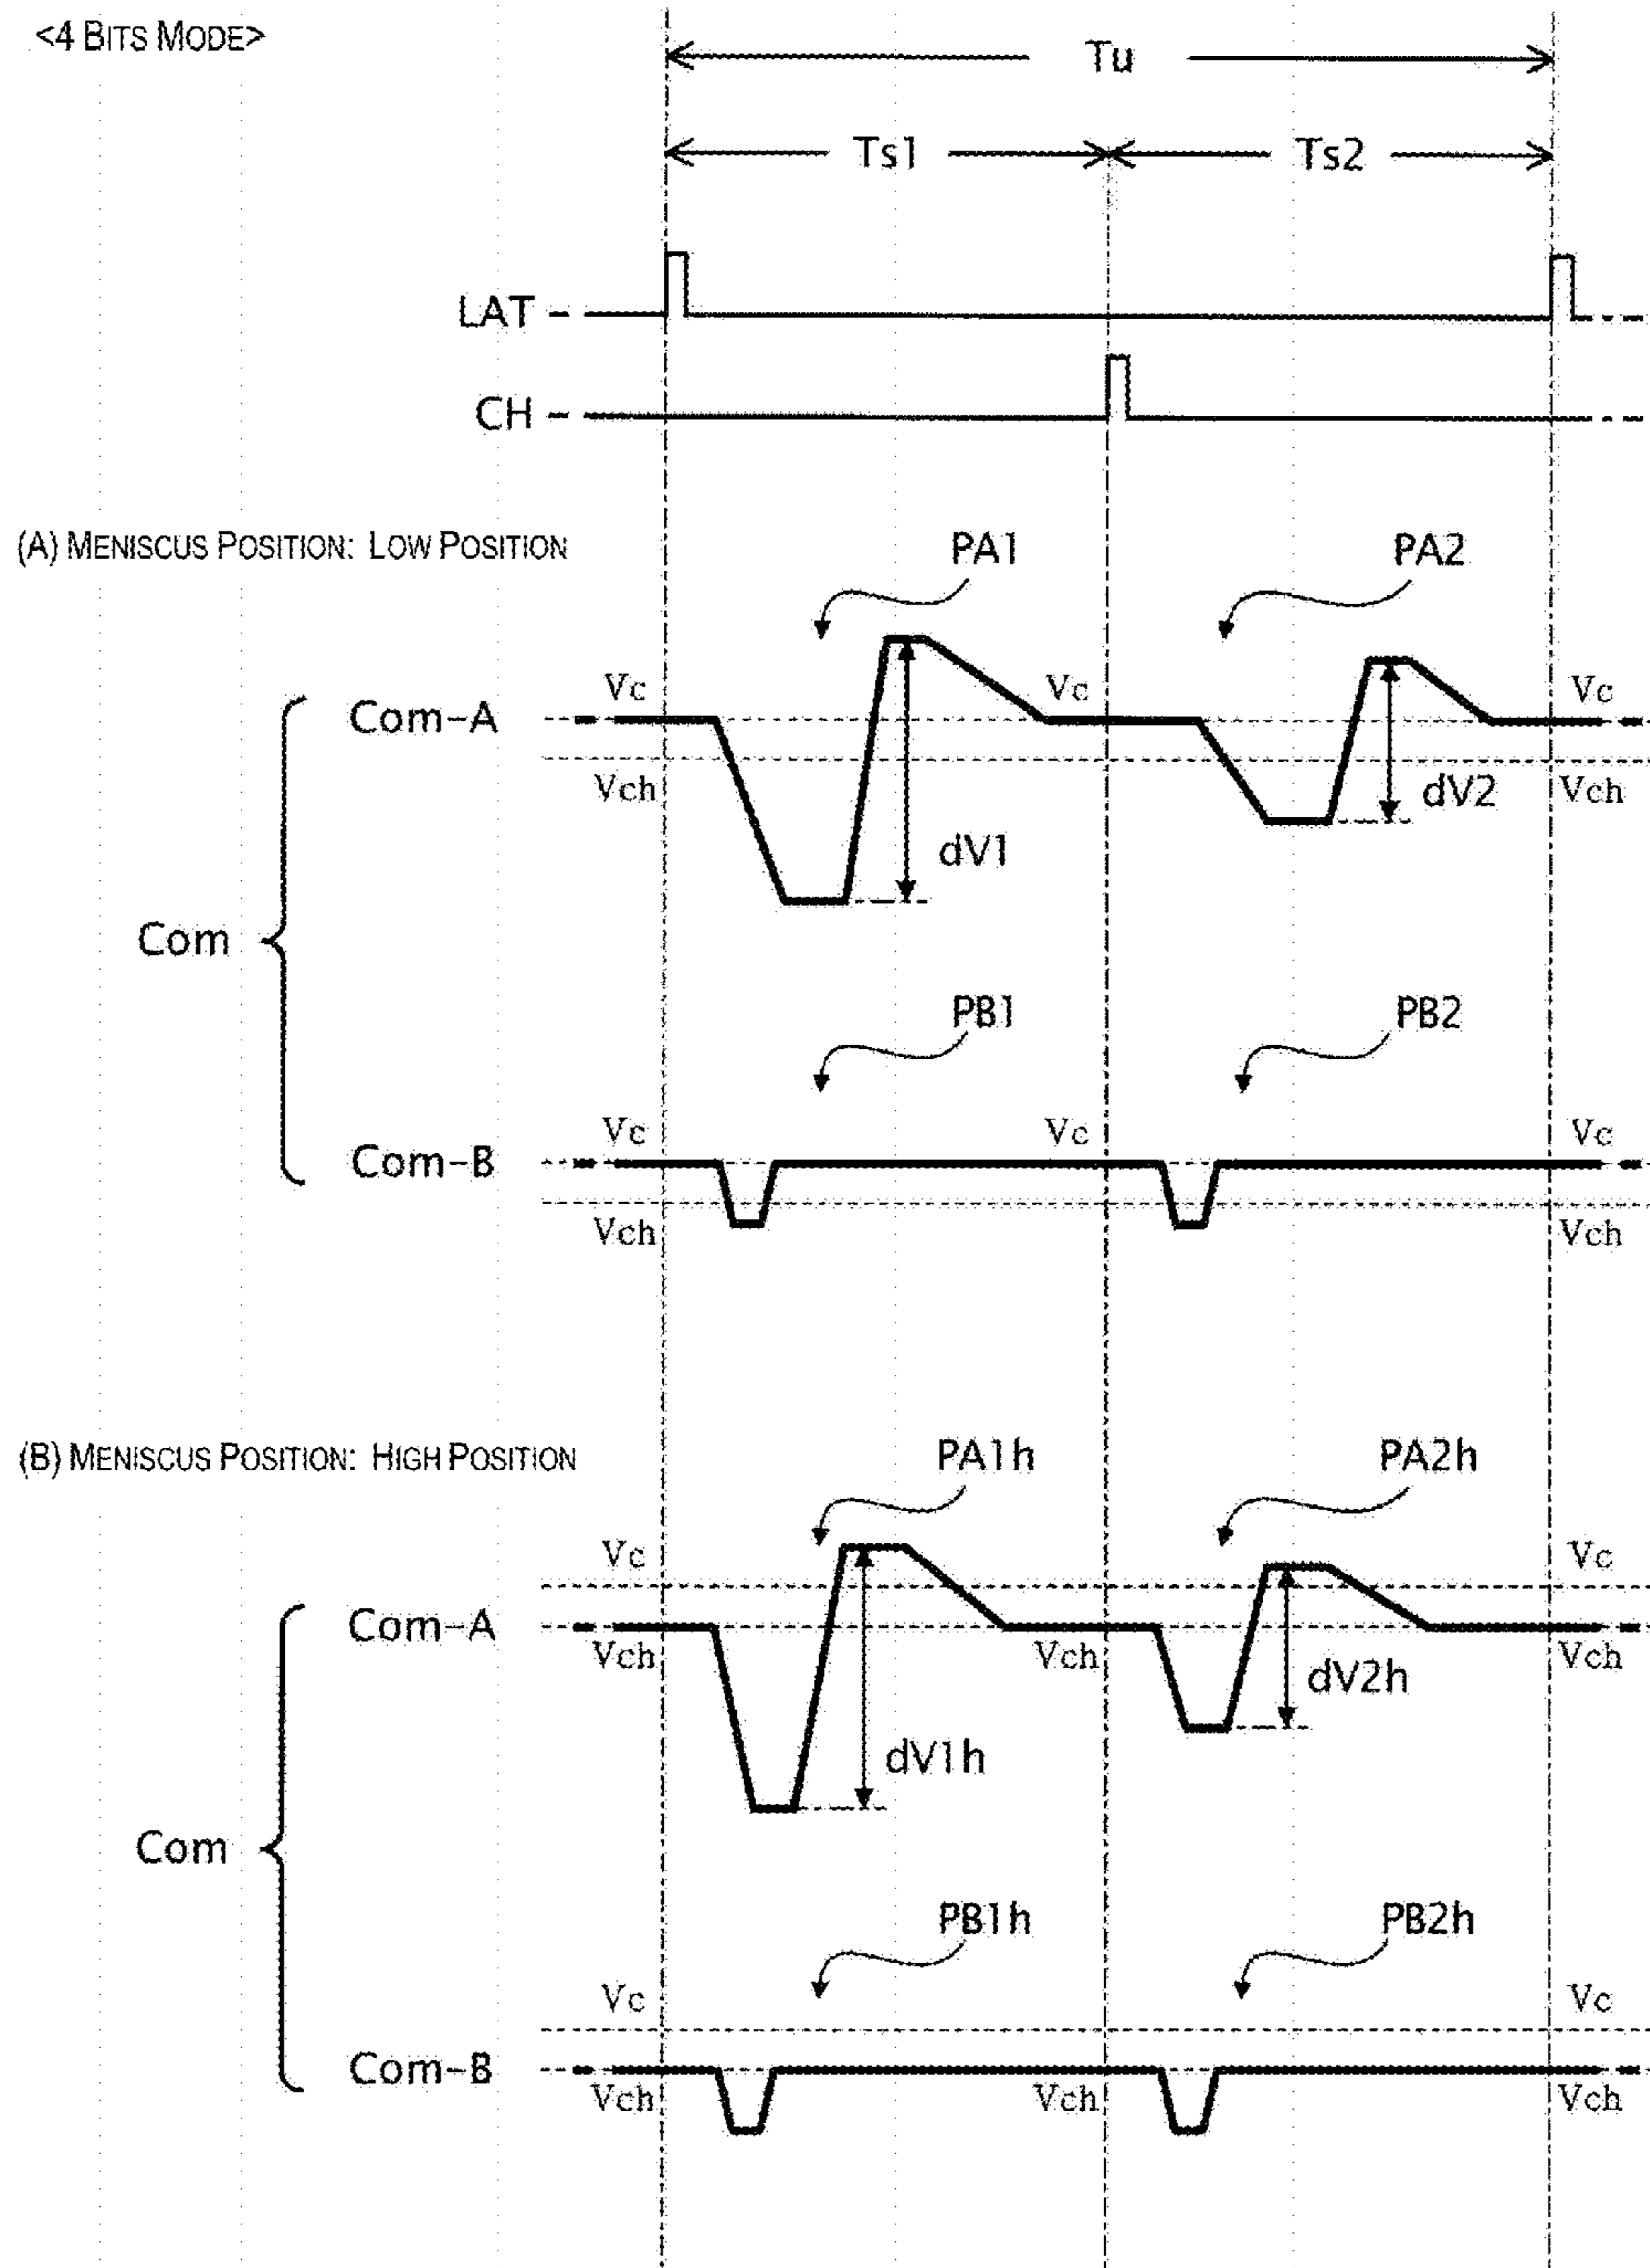 <4 BITS MODE>
Tu
Ts1 Ts2
LAT
CH
(A) MENISCUS POSITION: LOW POSITION
PA1 PA2
Vc Vc Vc
Com-A
Vch Vch
dV1 dV2
Com
PB1 PB2
Vc Vc Vc
Com-B
Vch Vch
(B) MENISCUS POSITION: HIGH POSITION
PA1h PA2h
Vc Vc
Com-A
Vch Vch Vch
dV1h dV2h
Com
PB1h PB2h
Vc Vc
Com-B
Vch Vch Vch